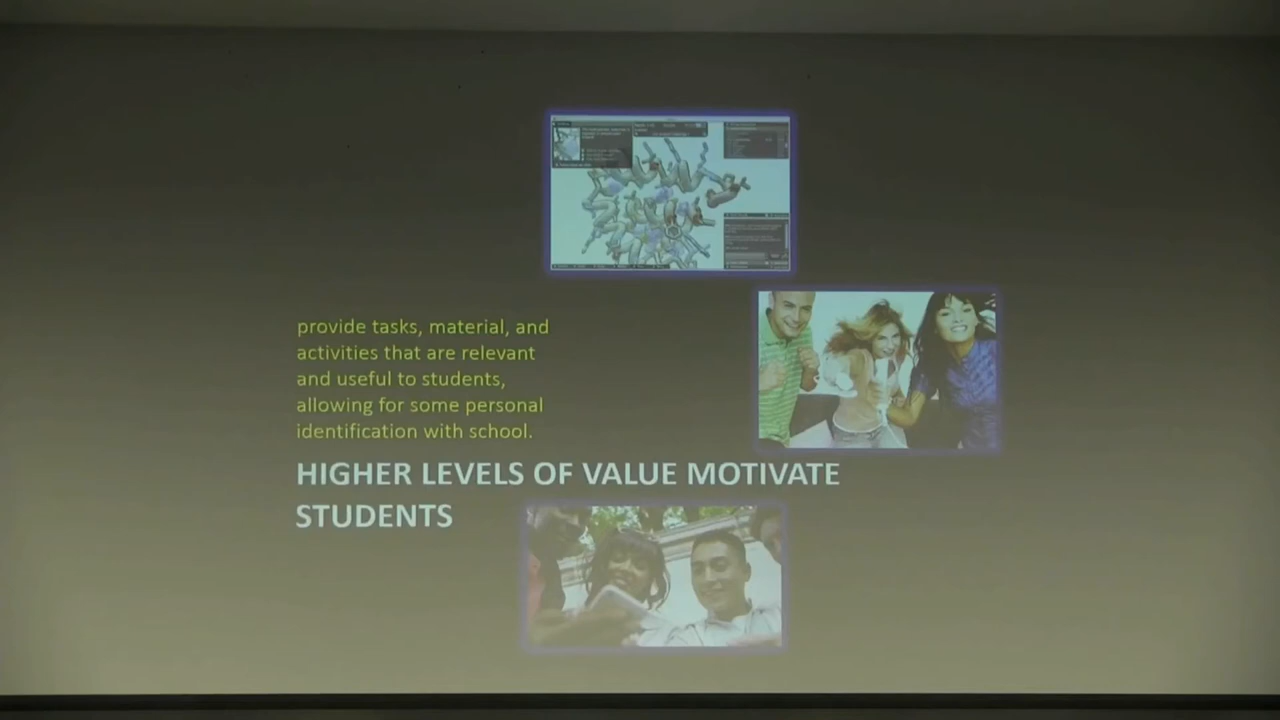 provide tasks, material, and
activities that are relevant
and useful to students,
allowing for some personal
identification with school.
HIGHER LEVELS OF VALUE MOTIVATE
STUDENTS